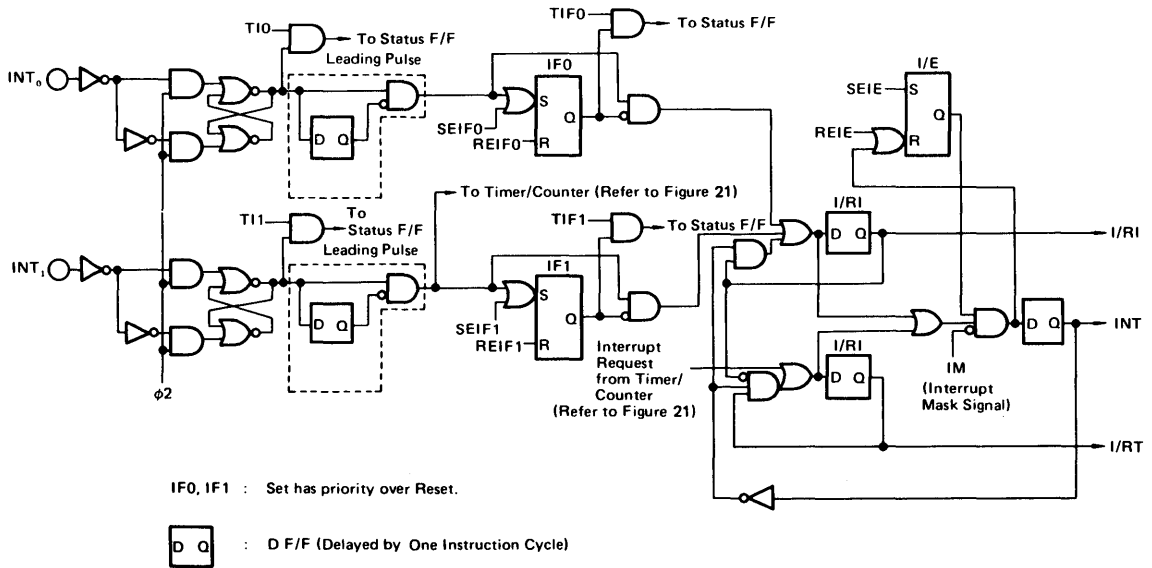 TI0
To Status F/F
Leading Pulse
TIF0
To Status F/F
INT₀
IF0
S
Q
R
SEIF0
REIF0
D Q
I/E
SEIE
S
Q
REIE
R
To Timer/Counter (Refer to Figure 21)
TI1
To
Status F/F
Leading Pulse
TIF1
To Status F/F
INT₁
IF1
S
Q
R
SEIF1
REIF1
D Q
I/RI
D Q
I/RI
D Q
INT
IM
(Interrupt
Mask Signal)
Interrupt
Request
from Timer/
Counter
(Refer to Figure 21)
I/RI
D Q
I/RT
φ2
IF0, IF1 : Set has priority over Reset.
D Q : D F/F (Delayed by One Instruction Cycle)